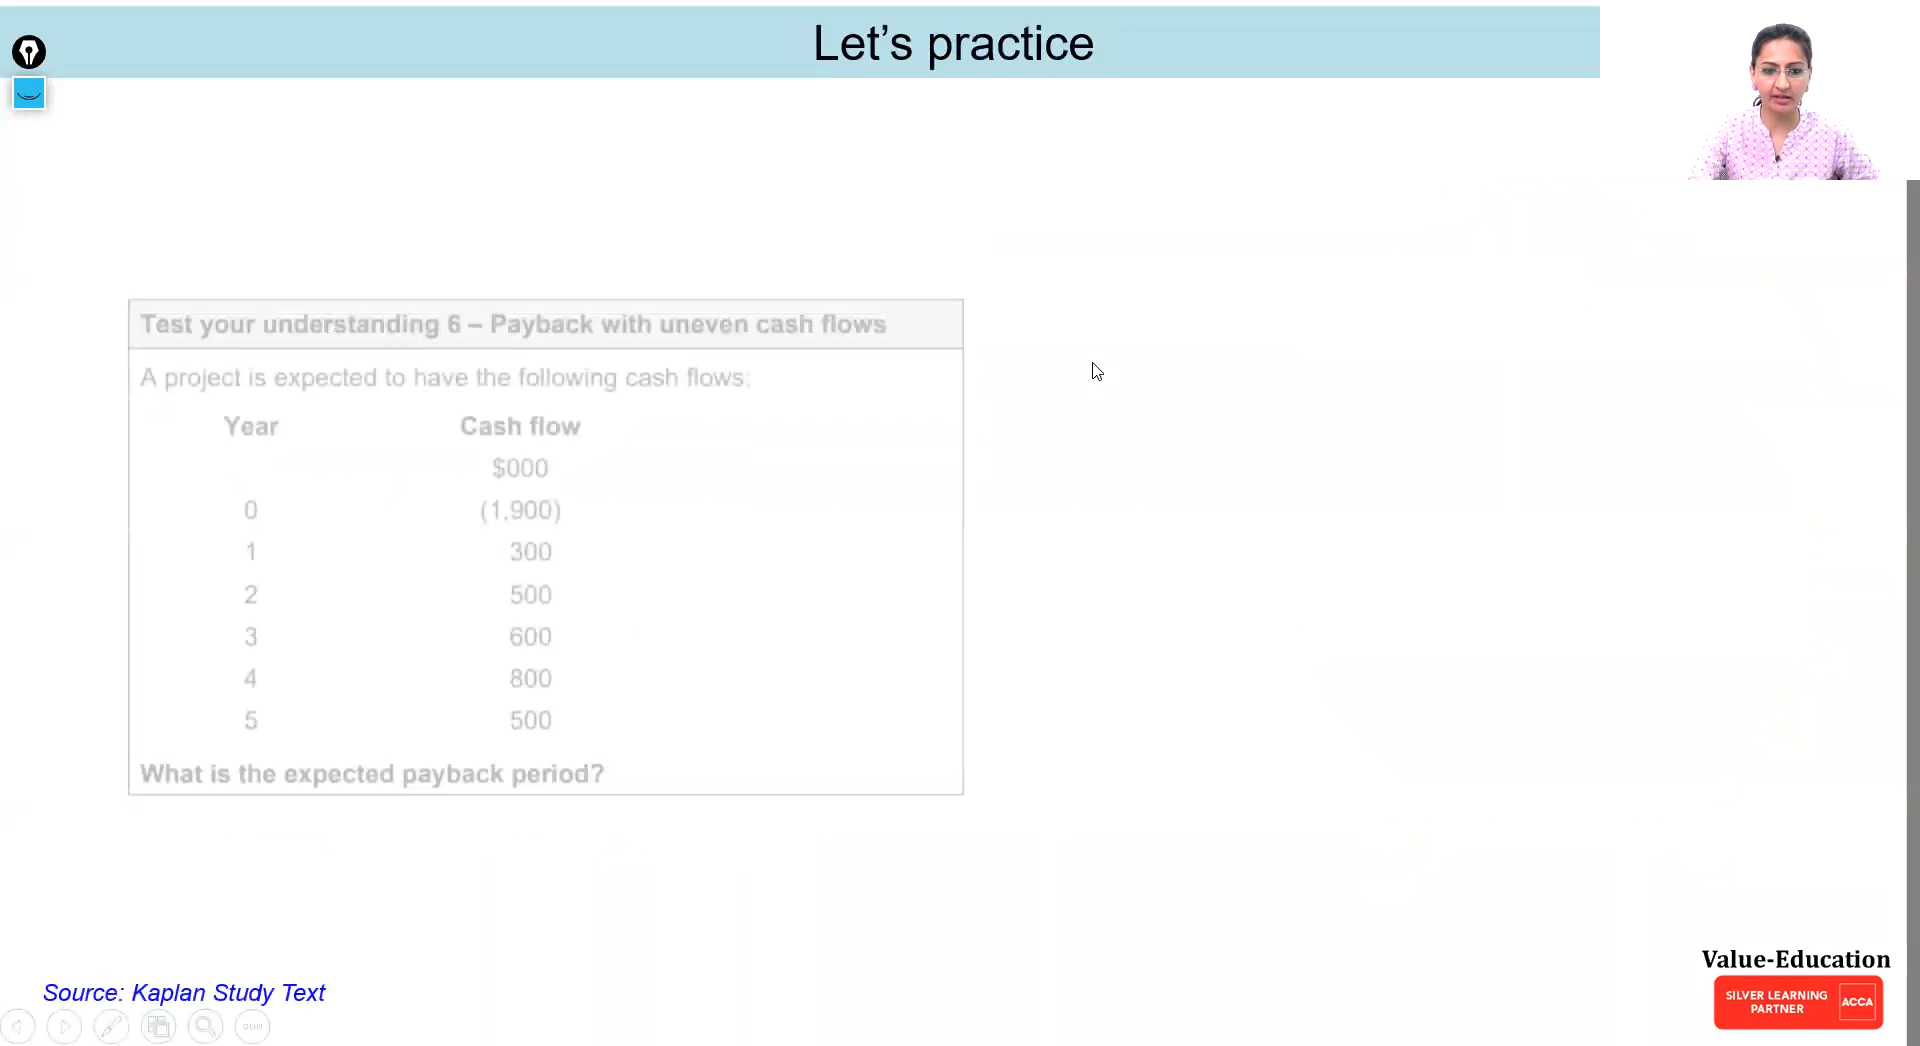 Let's practice
Test your understanding 6 – Payback with uneven cash flows
A project is expected to have the following cash flows:
Year Cash flow
$000
0 (1,900)
1 300
2 500
3 600
4 800
5 500
What is the expected payback period?
Value-Education
SILVER LEARNING
PARTNER
ACCA
Source: Kaplan Study Text